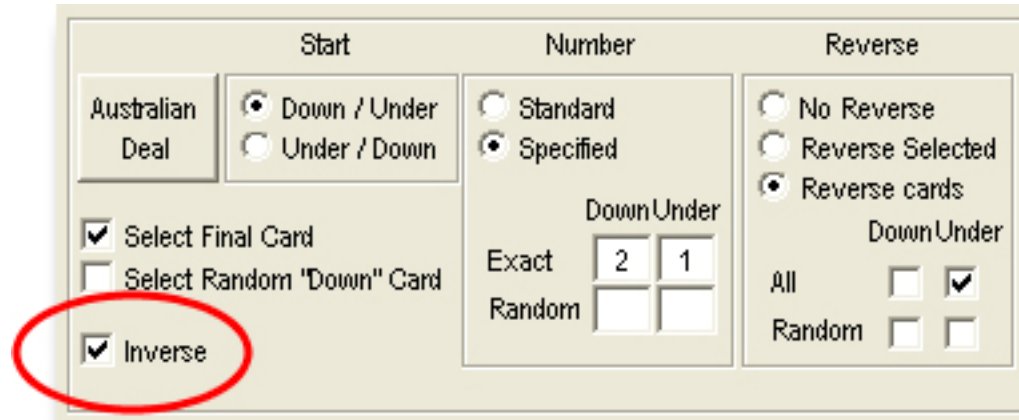 Start
Number
Reverse
Australian
Deal
Down / Under
Under / Down
Select Final Card
Select Random "Down" Card
Inverse
Standard
Specified
Down Under
Exact 2 1
Random
No Reverse
Reverse Selected
Reverse cards
Down Under
All
Random